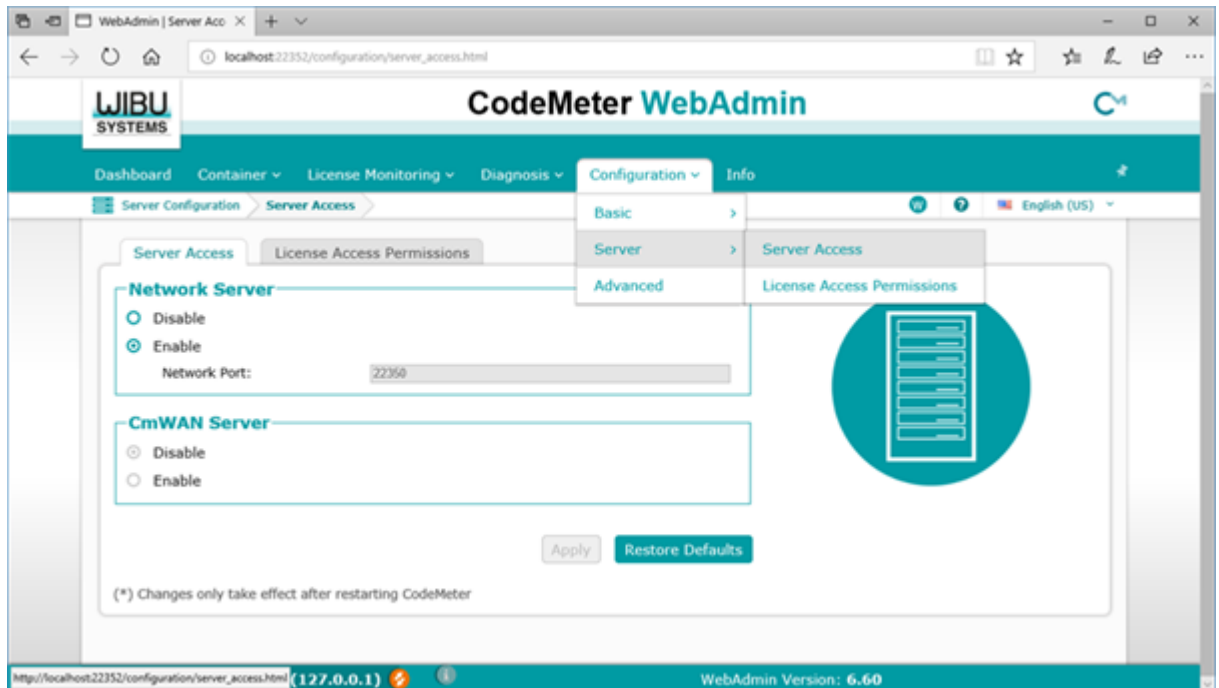 WebAdmin | Server Acc
localhost:22352/configuration/server_access.html
WIBU
SYSTEMS
CodeMeter WebAdmin
CM
Dashboard Container License Monitoring Diagnosis Configuration Info
Server Configuration Server Access
W ? English (US)
Basic
Server
Advanced
Server Access
License Access Permissions
Server Access License Access Permissions
Network Server
Disable
Enable
Network Port: 22350
CmWAN Server
Disable
Enable
Apply Restore Defaults
(*) Changes only take effect after restarting CodeMeter
http://localhost:22352/configuration/server_access.html (127.0.0.1) WebAdmin Version: 6.60